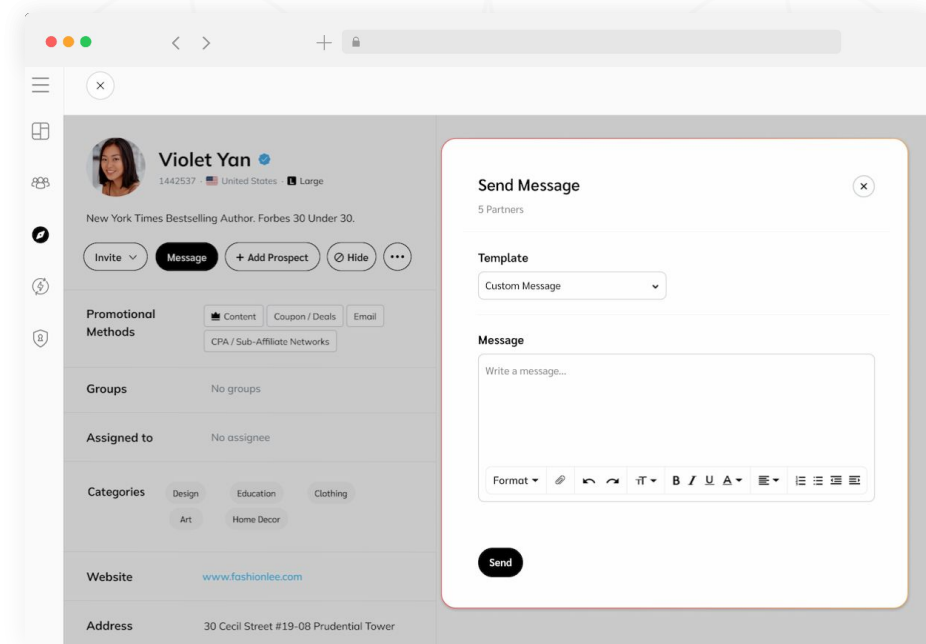 Violet Yan
1442537 - United States - L Large
New York Times Bestselling Author. Forbes 30 Under 30.
Invite
Message
+ Add Prospect
Hide
Promotional
Methods
Content
Coupon / Deals
Email
CPA / Sub-Affiliate Networks
Groups
No groups
Assigned to
No assignee
Categories
Design
Education
Clothing
Art
Home Decor
Website
www.fashionlee.com
Address
30 Cecil Street #19-08 Prudential Tower
Send Message
5 Partners
Template
Custom Message
Message
Write a message...
Format
B I U A
Send